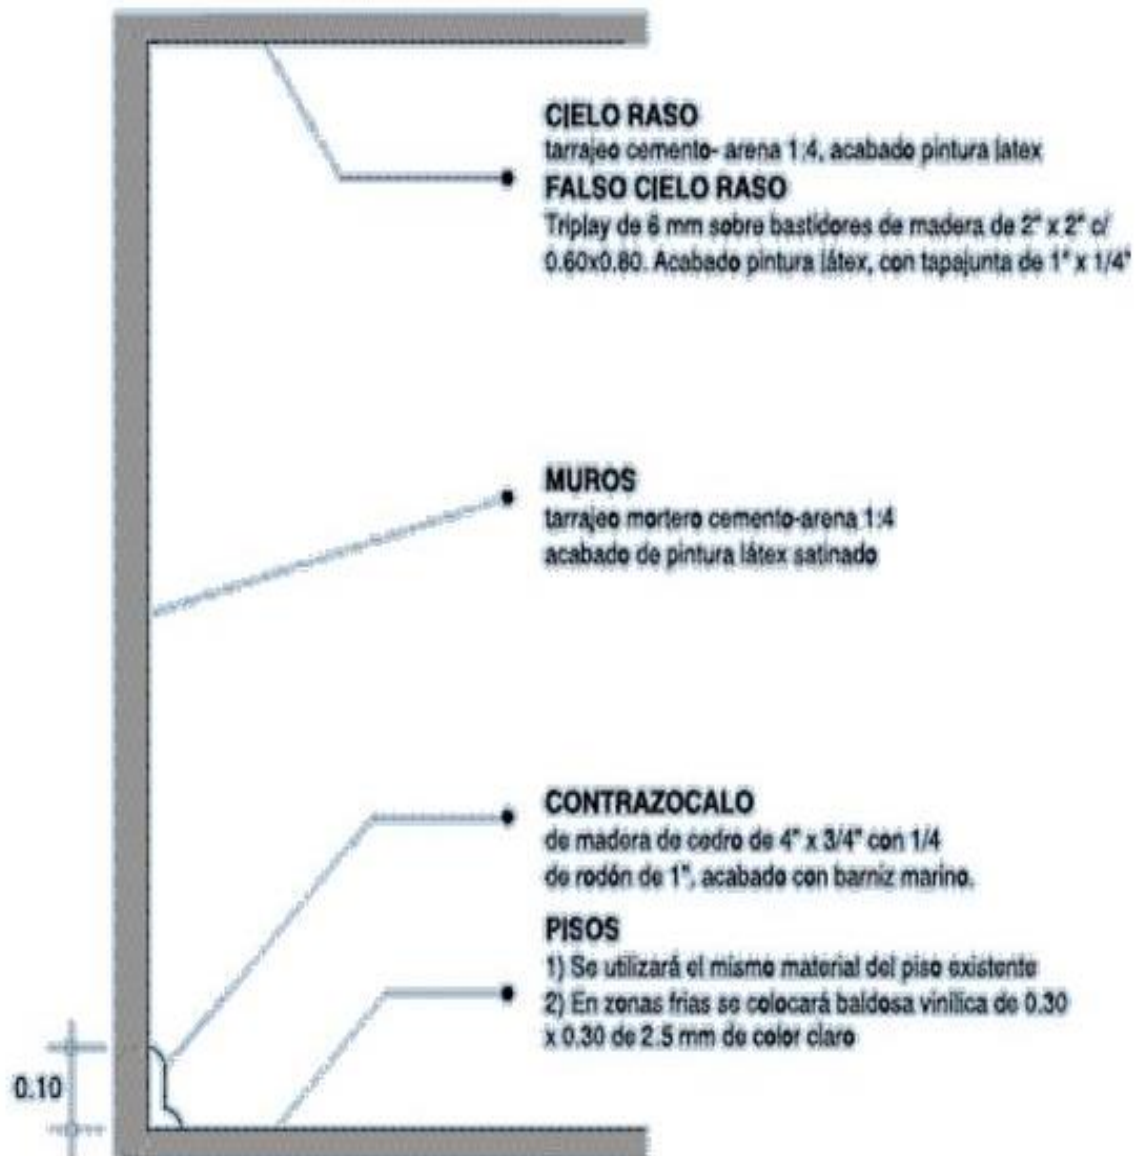 CIELO RASO
tarrajeo cemento- arena 1:4, acabado pintura latex
FALSO CIELO RASO
Triplay de 6 mm sobre bastidores de madera de 2" x 2" c/
0.60x0.80. Acabado pintura látex, con tapajunta de 1" x 1/4"
MUROS
tarrajeo mortero cemento-arena 1:4
acabado de pintura látex satinado
CONTRAZOCALO
de madera de cedro de 4" x 3/4" con 1/4
de rodón de 1", acabado con barniz marino.
PISOS
1) Se utilizará el mismo material del piso existente
2) En zonas frias se colocará baldosa vinílica de 0.30
x 0.30 de 2.5 mm de color claro
0.10